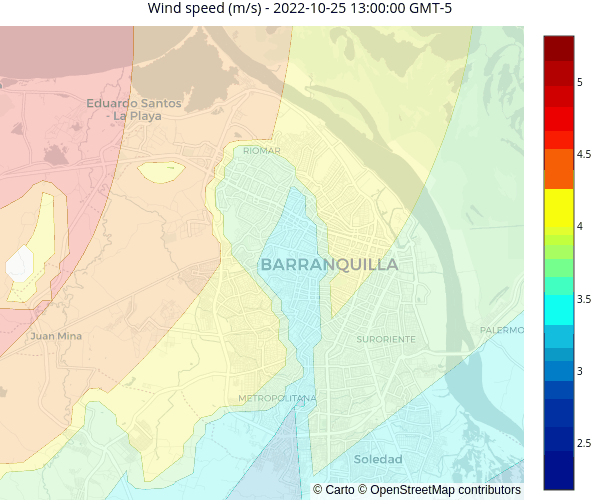 Wind speed (m/s) - 2022-10-25 13:00:00 GMT-5
Eduardo Santos
- La Playa
RIOMAR
BARRANQUILLA
Juan Mina
SURORIENTE
PALERMO
METROPOLITANA
Soledad
© Carto © OpenStreetMap contributors
5
4.5
4
3.5
3
2.5